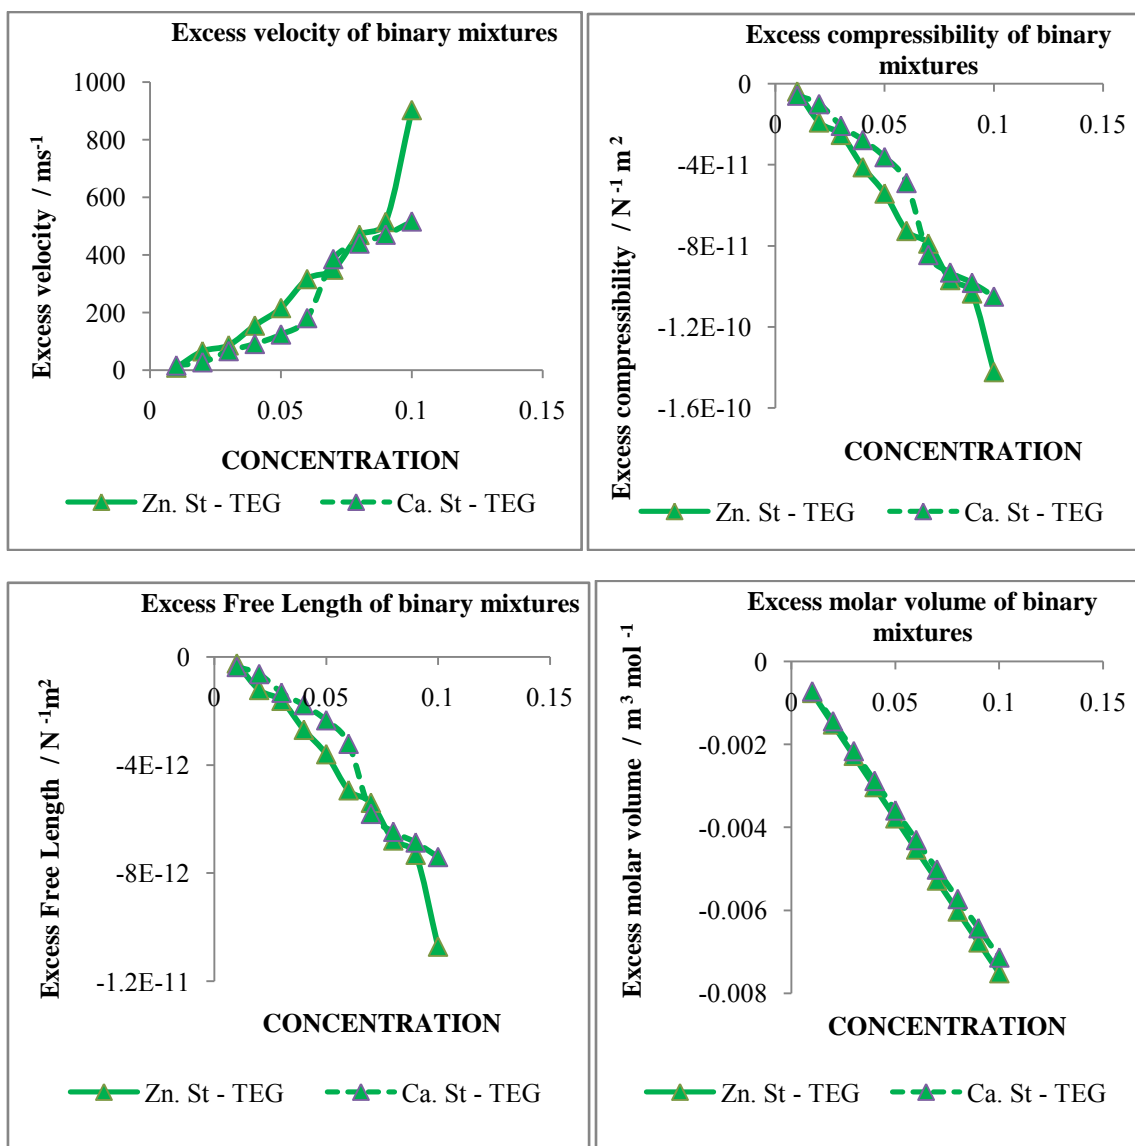 Excess velocity of binary mixtures
Excess velocity / ms-1
1000
800
600
400
200
0
0 0.05 0.1 0.15
CONCENTRATION
Zn. St - TEG Ca. St - TEG
Excess compressibility of binary
mixtures
Excess compressibility / N-1 m2
0
-4E-11
-8E-11
-1.2E-10
-1.6E-10
0 0.05 0.1 0.15
CONCENTRATION
Zn. St - TEG Ca. St - TEG
Excess Free Length of binary mixtures
Excess Free Length / N-1m2
0
-4E-12
-8E-12
-1.2E-11
0 0.05 0.1 0.15
CONCENTRATION
Zn. St - TEG Ca. St - TEG
Excess molar volume of binary
mixtures
Excess molar volume / m3 mol -1
0
-0.002
-0.004
-0.006
-0.008
0 0.05 0.1 0.15
CONCENTRATION
Zn. St - TEG Ca. St - TEG